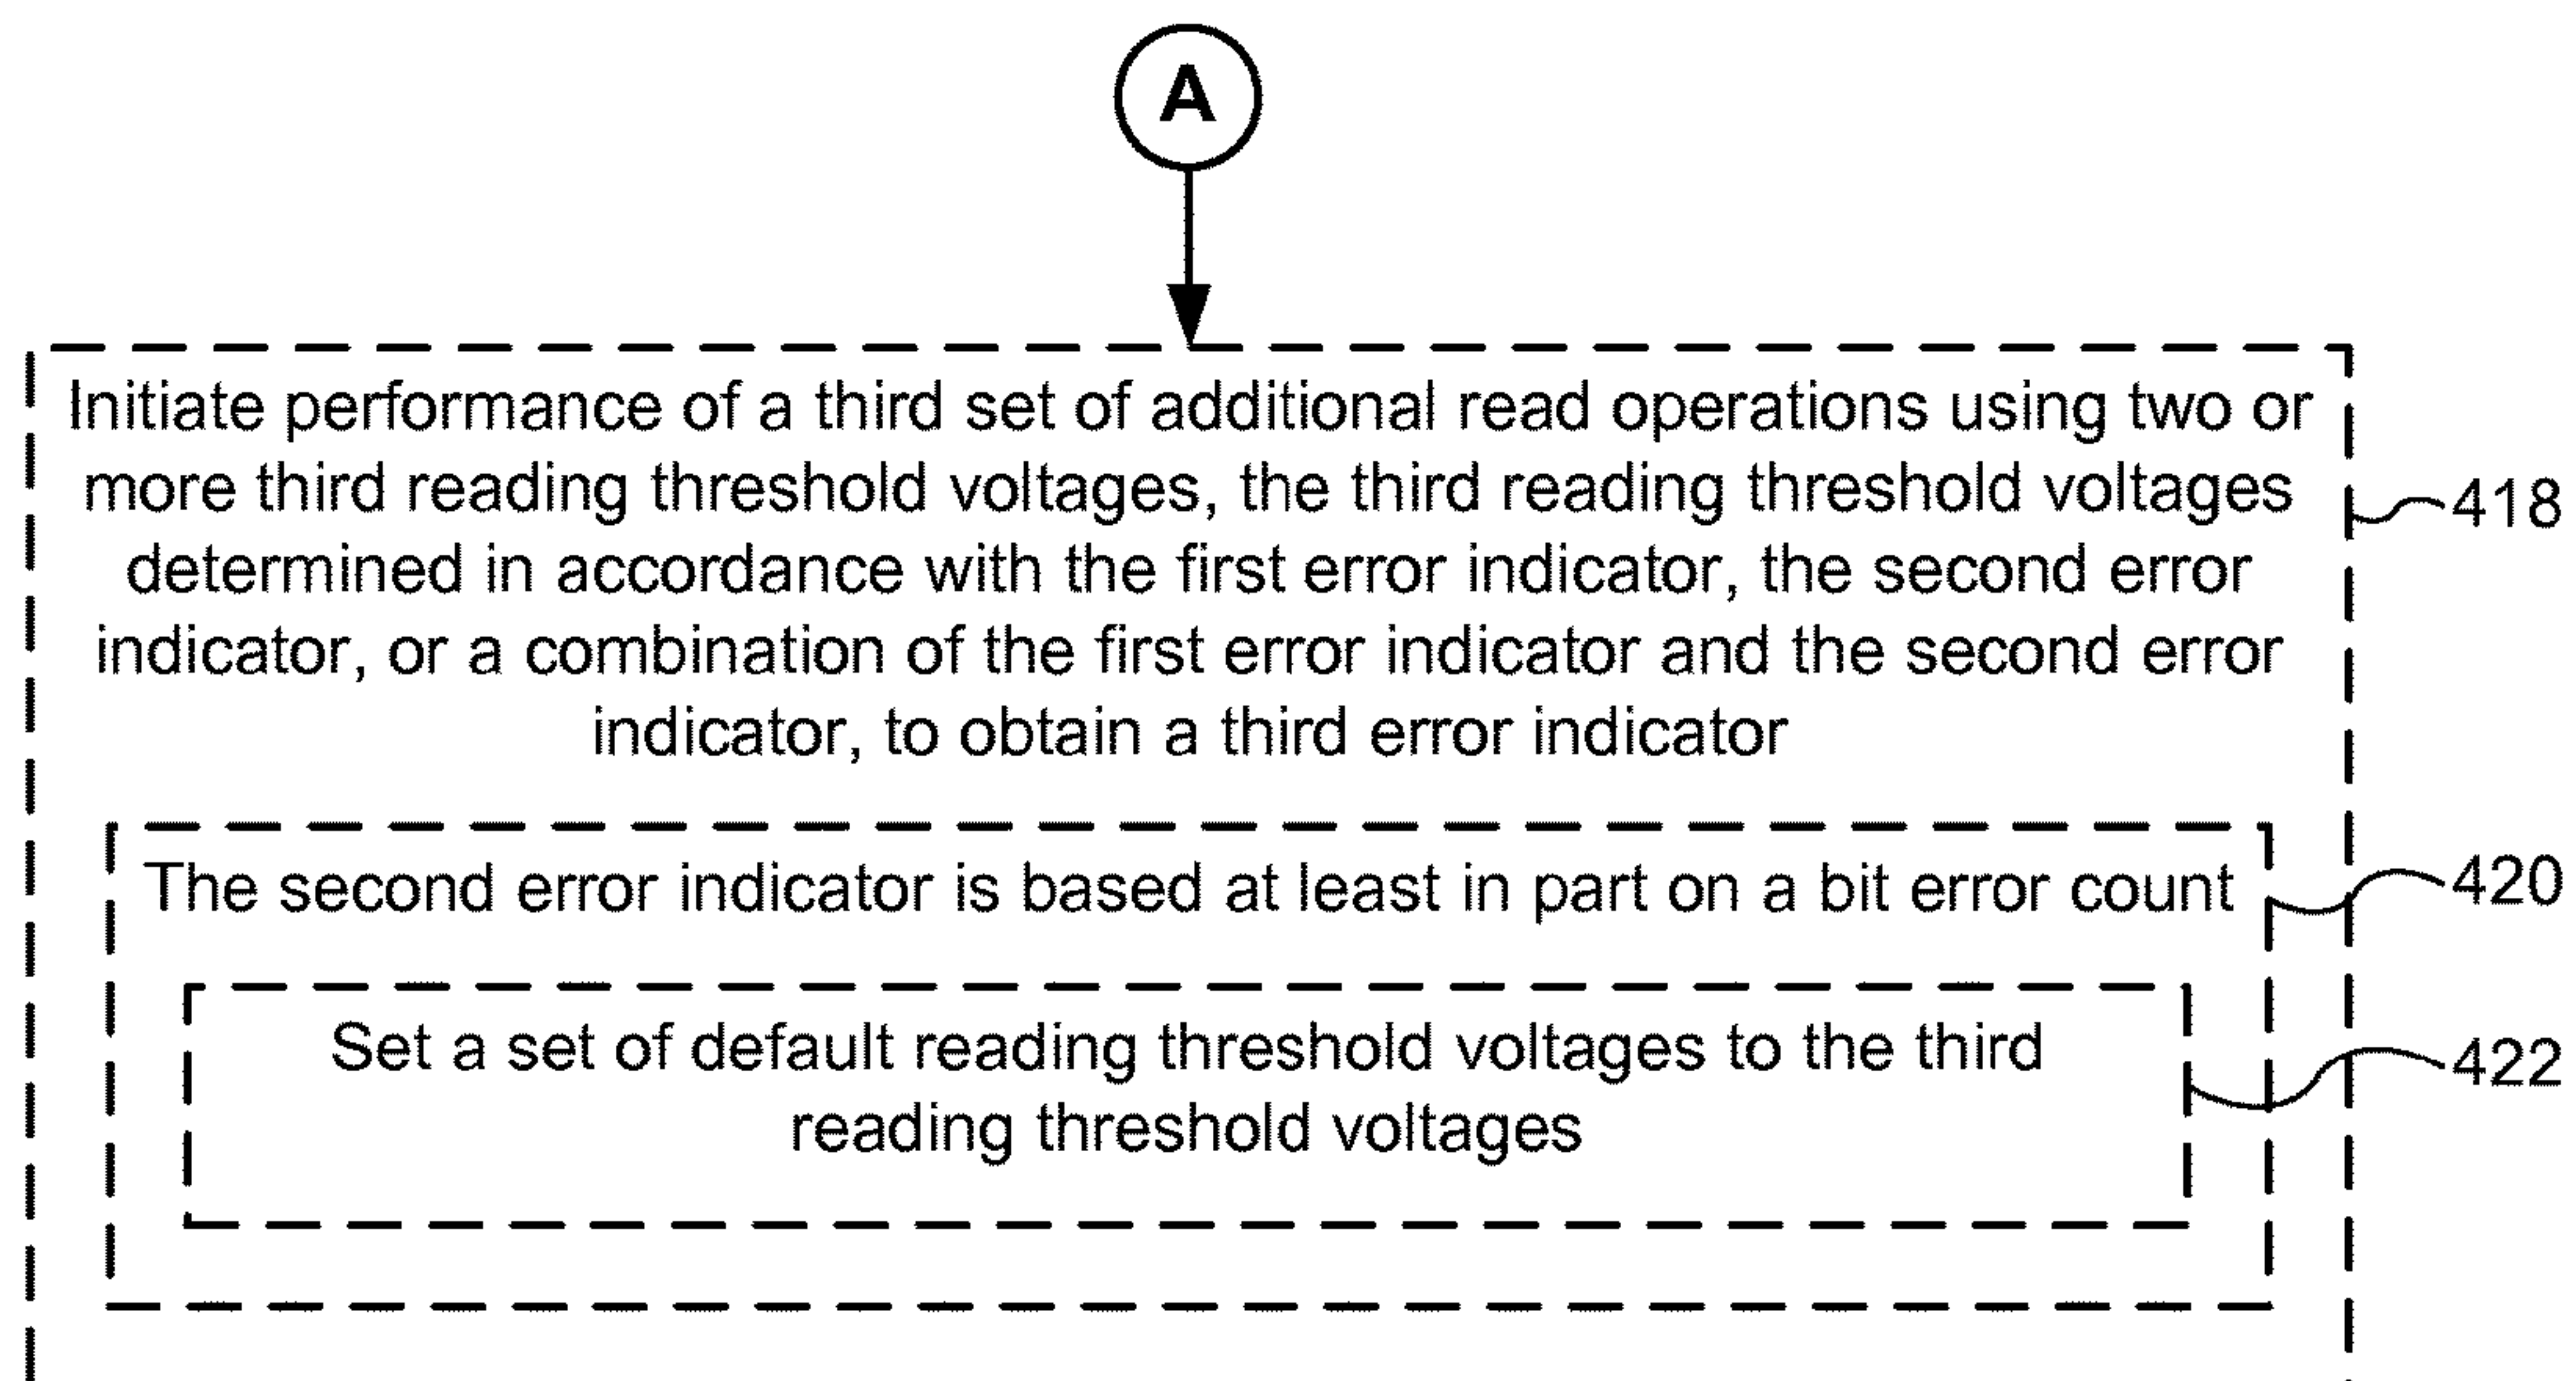 A
Initiate performance of a third set of additional read operations using two or
more third reading threshold voltages, the third reading threshold voltages
determined in accordance with the first error indicator, the second error
indicator, or a combination of the first error indicator and the second error
indicator, to obtain a third error indicator
418
The second error indicator is based at least in part on a bit error count
420
Set a set of default reading threshold voltages to the third
reading threshold voltages
422